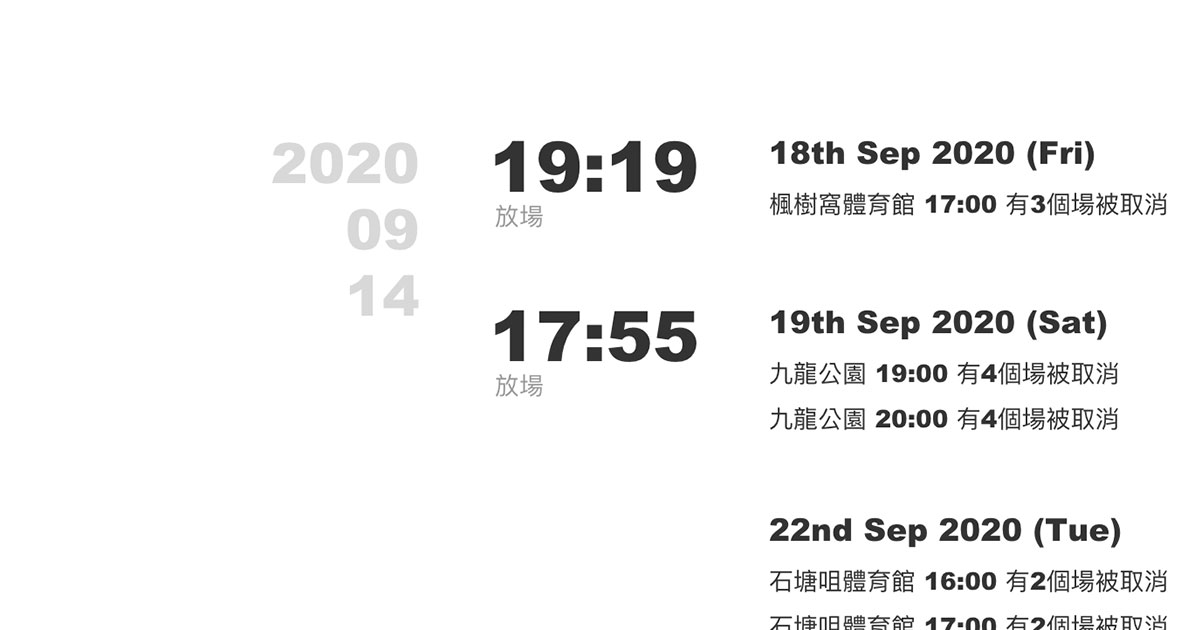 2020
09
14
19:19
放場
18th Sep 2020 (Fri)
楓樹窩體育館 17:00 有3個場被取消
17:55
放場
19th Sep 2020 (Sat)
九龍公園 19:00 有4個場被取消
九龍公園 20:00 有4個場被取消
22nd Sep 2020 (Tue)
石塘咀體育館 16:00 有2個場被取消
石塘咀體育館 17:00 有2個場被取消